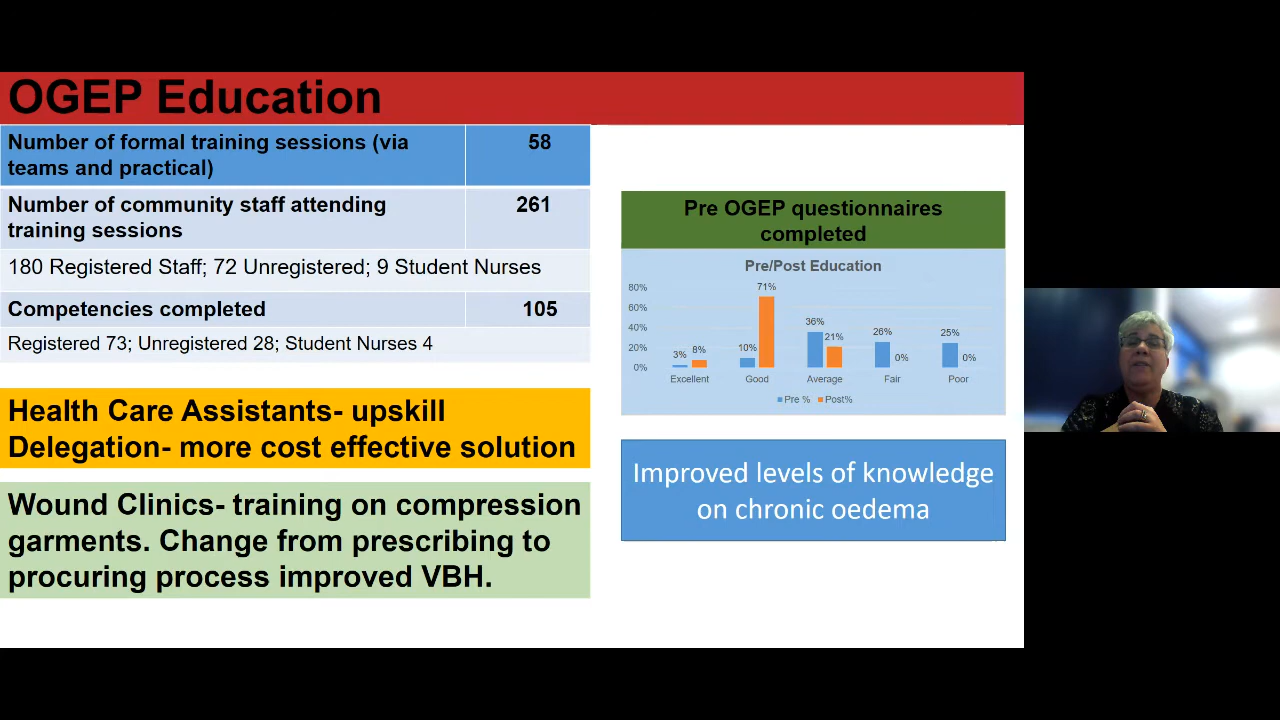 OGEP Education
Number of formal training sessions (via
teams and practical)
58
Number of community staff attending
training sessions
261
180 Registered Staff; 72 Unregistered; 9 Student Nurses
Competencies completed
105
Registered 73; Unregistered 28; Student Nurses 4
Health Care Assistants- upskill
Delegation- more cost effective solution
Wound Clinics- training on compression
garments. Change from prescribing to
procuring process improved VBH.
Pre OGEP questionnaires
completed
Pre/Post Education
80%
60%
40%
20%
0%
3%
8%
10%
71%
36%
21%
26%
0%
25%
0%
Excellent
Good
Average
Fair
Poor
Pre %
Post%
Improved levels of knowledge
on chronic oedema